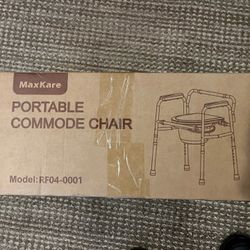 MaxKare
PORTABLE
COMMODE CHAIR
Model:RF04-0001